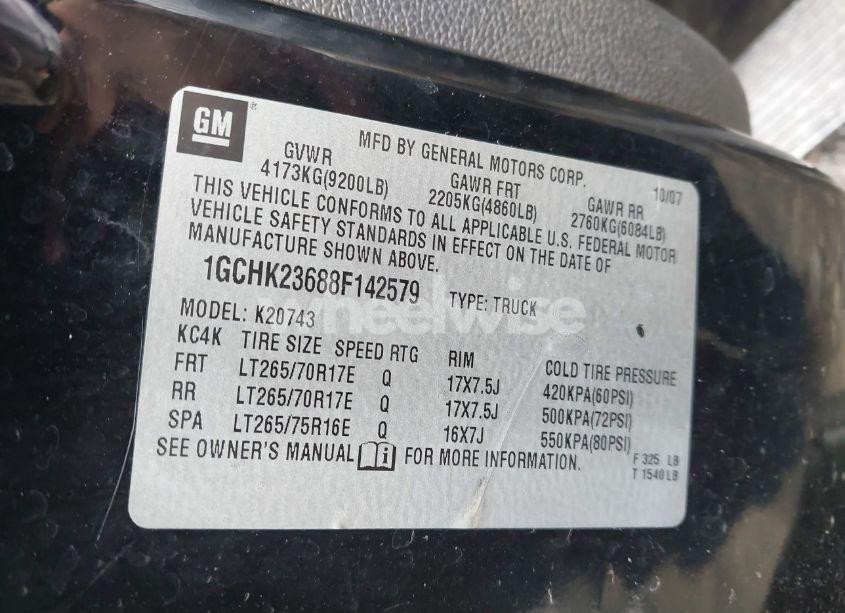 GM ®
MFD BY GENERAL MOTORS CORP. 10/07
GVWR GAWR FRT GAWR RR
4173KG(9200LB) 2205KG(4860LB) 2760KG(6084LB)
THIS VEHICLE CONFORMS TO ALL APPLICABLE U.S. FEDERAL MOTOR
VEHICLE SAFETY STANDARDS IN EFFECT ON THE DATE OF
MANUFACTURE SHOWN ABOVE.
1GCHK23688F142579 TYPE: TRUCK
MODEL: K20743
KC4K TIRE SIZE SPEED RTG RIM COLD TIRE PRESSURE
FRT LT265/70R17E Q 17X7.5J 420KPA(60PSI)
RR LT265/70R17E Q 17X7.5J 500KPA(72PSI)
SPA LT265/75R16E Q 16X7J 550KPA(80PSI)
SEE OWNER'S MANUAL i FOR MORE INFORMATION.
F 325 LB
T 1540 LB
wheelwise